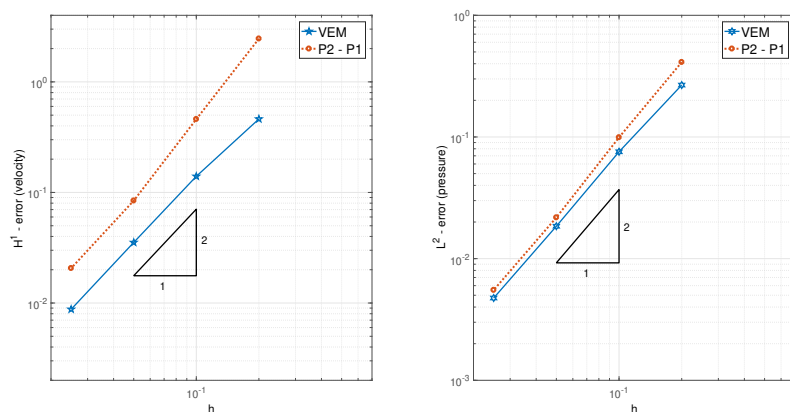 VEM
P2 - P1
10^0
10^-1
10^-2
H^1 - error (velocity)
2
1
10^-1
h
VEM
P2 - P1
10^0
10^-1
10^-2
10^-3
L^2 - error (pressure)
2
1
10^-1
h